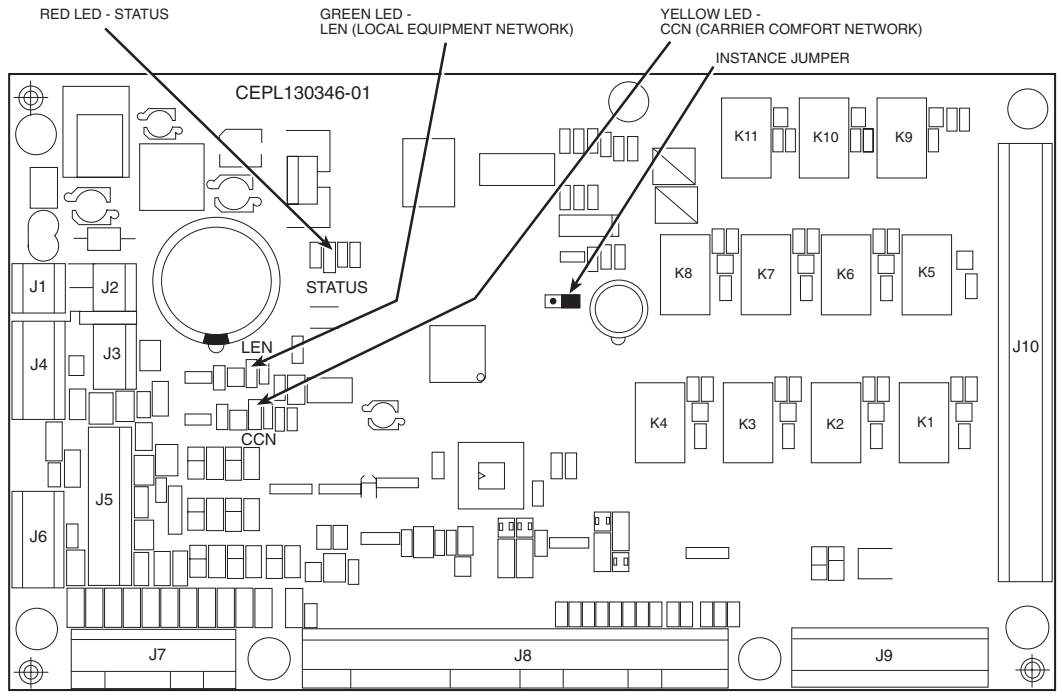 RED LED - STATUS
GREEN LED -
LEN (LOCAL EQUIPMENT NETWORK)
YELLOW LED -
CCN (CARRIER COMFORT NETWORK)
INSTANCE JUMPER
CEPL130346-01
K11
K10
K9
K8
K7
K6
K5
STATUS
J1
J2
LEN
J4
J3
J10
K4
K3
K2
K1
CCN
J5
J6
J7
J8
J9